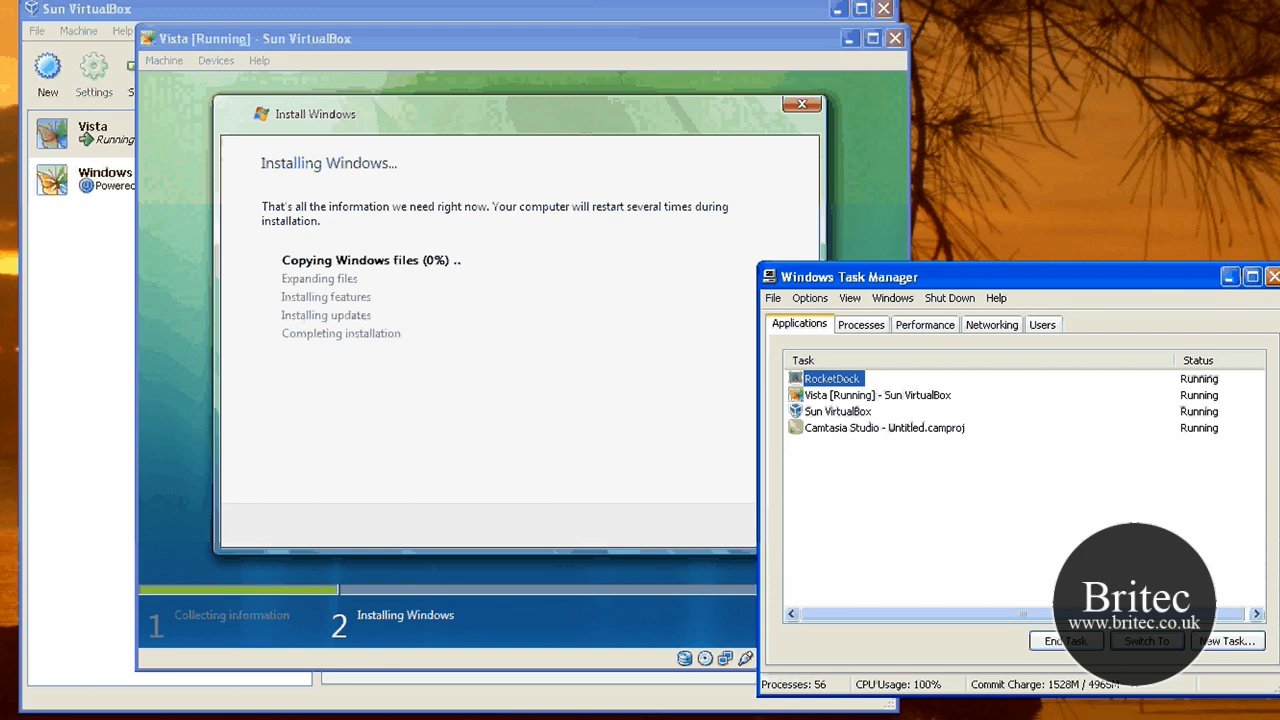 Sun VirtualBox
File Machine Help
New Settings S
Vista
Running
Windows
Powered
Vista [Running] - Sun VirtualBox
Machine Devices Help
Install Windows
Installing Windows...
That's all the information we need right now. Your computer will restart several times during
installation.
Copying Windows files (0%) ..
Expanding files
Installing features
Installing updates
Completing installation
1 Collecting information 2 Installing Windows
Windows Task Manager
File Options View Windows Shut Down Help
Applications Processes Performance Networking Users
Task Status
RocketDock Running
Vista [Running] - Sun VirtualBox Running
Sun VirtualBox Running
Camtasia Studio - Untitled.camproj Running
End Task Switch To New Task...
Processes: 56 CPU Usage: 100% Commit Charge: 1528M / 4965M
Britec
www.britec.co.uk